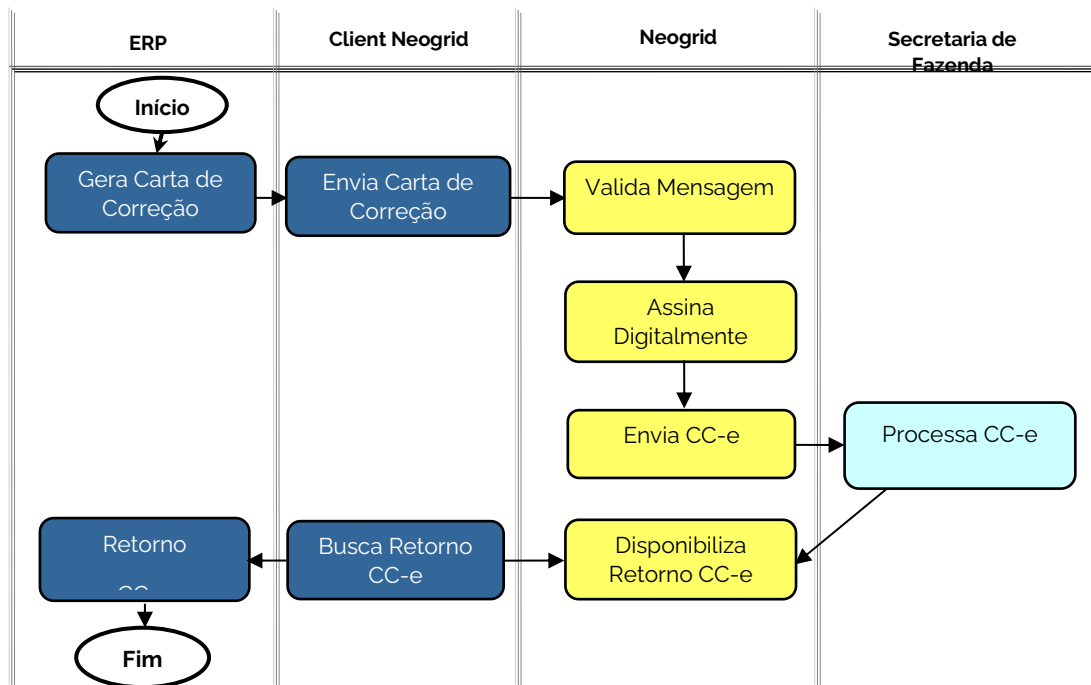 ERP
Client Neogrid
Neogrid
Secretaria de
Fazenda
Início
Gera Carta de
Correção
Envia Carta de
Correção
Valida Mensagem
Assina
Digitalmente
Envia CC-e
Processa CC-e
Retorno
Busca Retorno
CC-e
Disponibiliza
Retorno CC-e
Fim